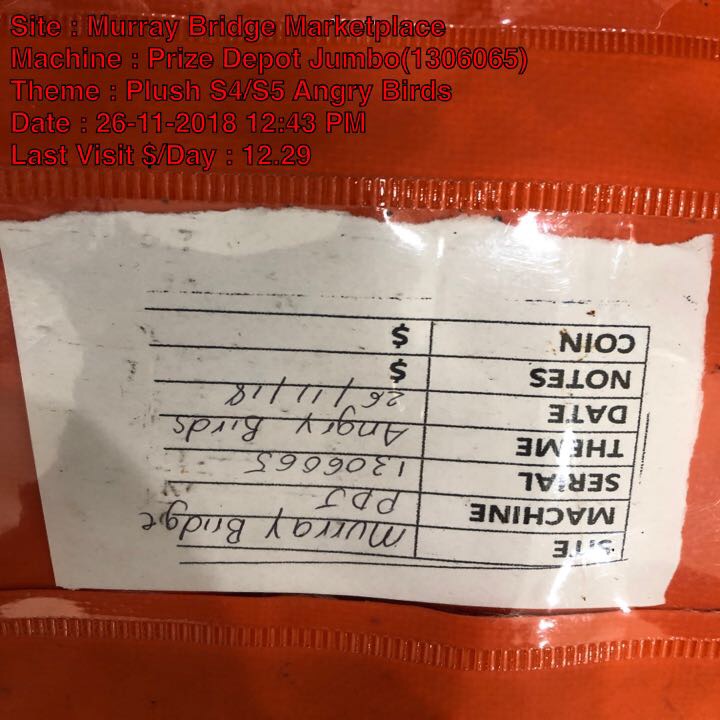 Site : Murray Bridge Marketplace
Machine : Prize Depot Jumbo(1306065)
Theme : Plush S4/S5 Angry Birds
Date : 26-11-2018 12:43 PM
Last Visit $/Day : 12.29
SITE Murray Bridge
MACHINE PDJ
SERIAL 1306065
THEME Angry Birds
DATE 26/11/18
NOTES $
COIN $